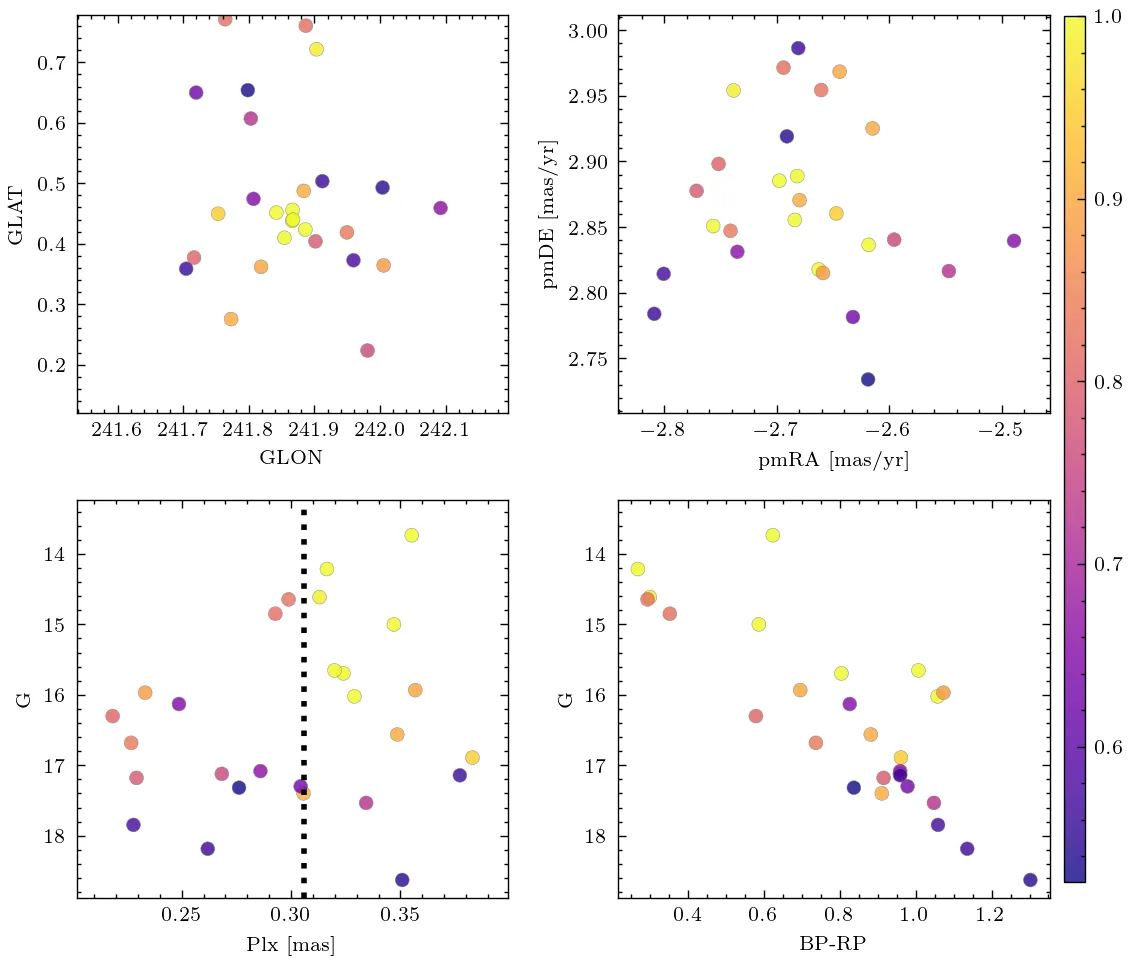 0.7
0.6
0.5
0.4
0.3
0.2
GLAT
241.6 241.7 241.8 241.9 242.0 242.1
GLON
3.00
2.95
2.90
2.85
2.80
2.75
pmDE [mas/yr]
−2.8 −2.7 −2.6 −2.5
pmRA [mas/yr]
1.0
0.9
0.8
0.7
0.6
14
15
16
17
18
G
0.25 0.30 0.35
Plx [mas]
14
15
16
17
18
G
0.4 0.6 0.8 1.0 1.2
BP-RP